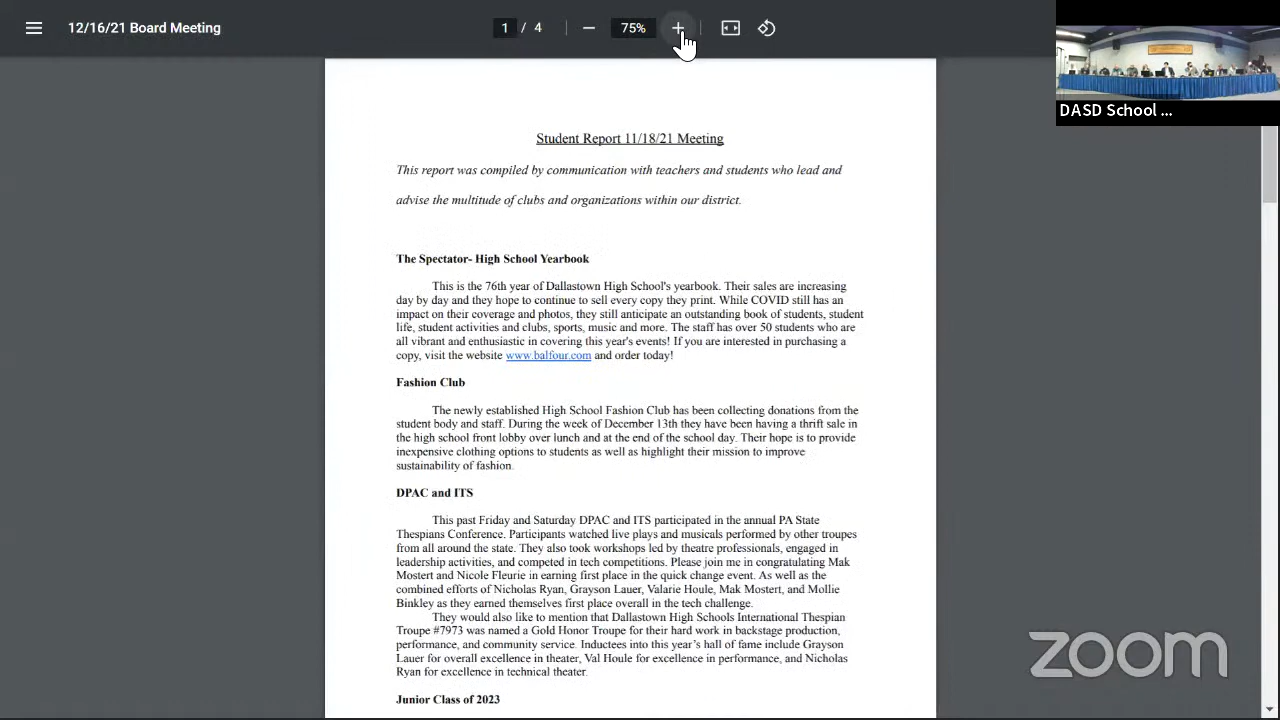 12/16/21 Board Meeting
1 / 4
75%
DASD School ...
Student Report 11/18/21 Meeting
This report was compiled by communication with teachers and students who lead and
advise the multitude of clubs and organizations within our district.
The Spectator- High School Yearbook
This is the 76th year of Dallastown High School's yearbook. Their sales are increasing
day by day and they hope to continue to sell every copy they print. While COVID still has an
impact on their coverage and photos, they still anticipate an outstanding book of students, student
life, student activities and clubs, sports, music and more. The staff has over 50 students who are
all vibrant and enthusiastic in covering this year's events! If you are interested in purchasing a
copy, visit the website www.balfour.com and order today!
Fashion Club
The newly established High School Fashion Club has been collecting donations from the
student body and staff. During the week of December 13th they have been having a thrift sale in
the high school front lobby over lunch and at the end of the school day. Their hope is to provide
inexpensive clothing options to students as well as highlight their mission to improve
sustainability of fashion.
DPAC and ITS
This past Friday and Saturday DPAC and ITS participated in the annual PA State
Thespians Conference. Participants watched live plays and musicals performed by other troupes
from all around the state. They also took workshops led by theatre professionals, engaged in
leadership activities, and competed in tech competitions. Please join me in congratulating Mak
Mostert and Nicole Fleurie in earning first place in the quick change event. As well as the
combined efforts of Nicholas Ryan, Grayson Lauer, Valarie Houle, Mak Mostert, and Mollie
Binkley as they earned themselves first place overall in the tech challenge.
They would also like to mention that Dallastown High Schools International Thespian
Troupe #7973 was named a Gold Honor Troupe for their hard work in backstage production,
performance, and community service. Inductees into this year’s hall of fame include Grayson
Lauer for overall excellence in theater, Val Houle for excellence in performance, and Nicholas
Ryan for excellence in technical theater.
Junior Class of 2023
zoom